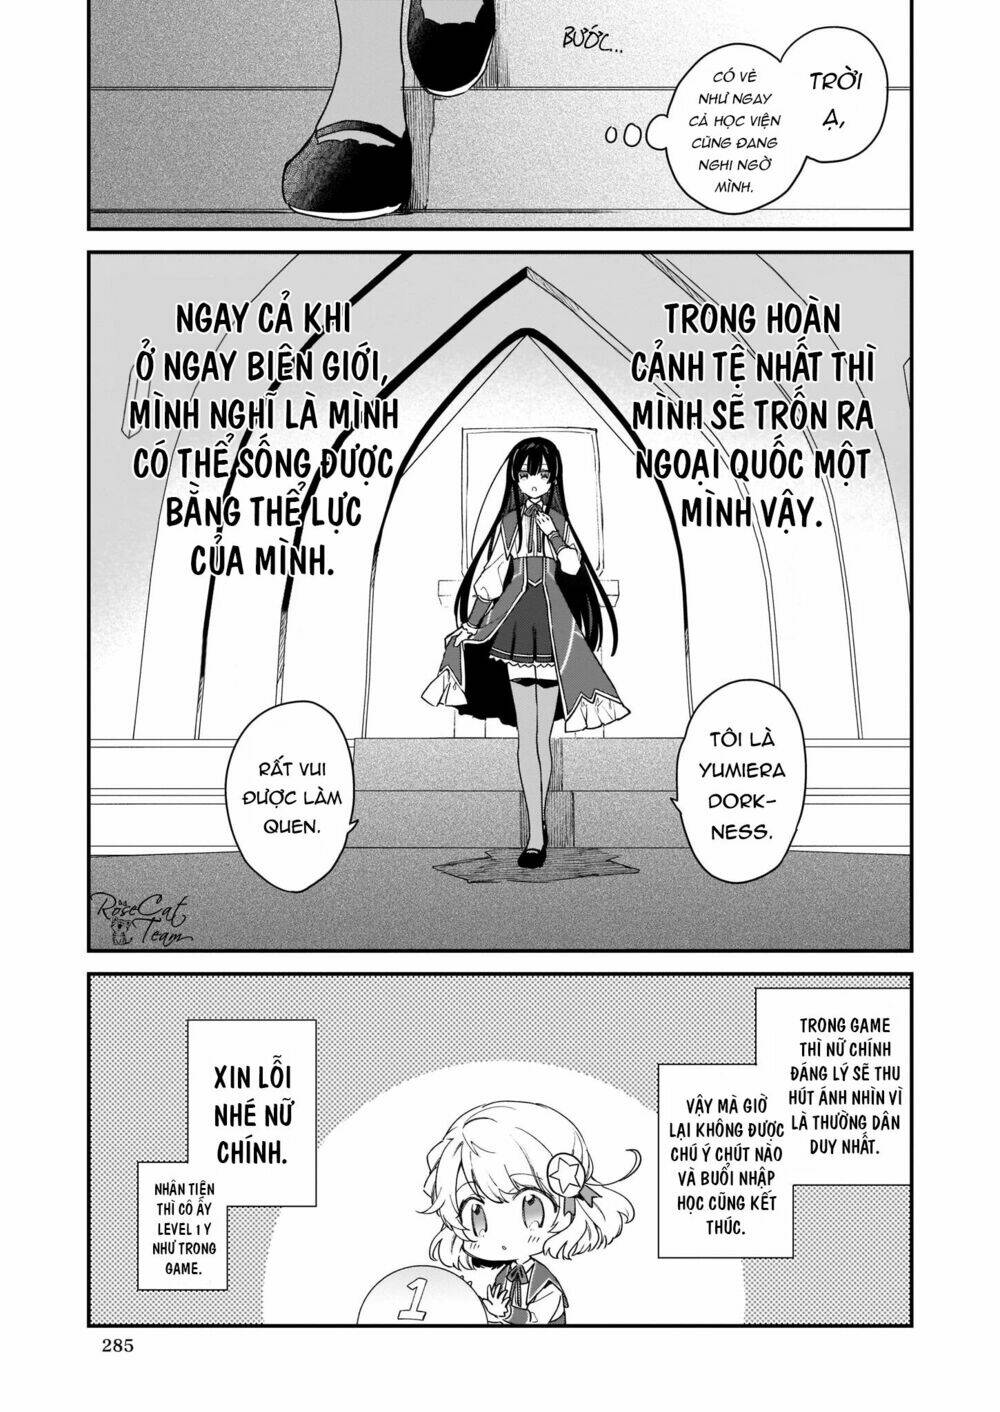 BƯỚC...
TRỜI
Ạ,
CÓ VẺ
NHƯ NGAY
CẢ HỌC VIỆN
CŨNG ĐANG
NGHI NGỜ
MÌNH.
TRONG HOÀN
CẢNH TỆ NHẤT THÌ
MÌNH SẼ TRỐN RA
NGOẠI QUỐC MỘT
MÌNH VẬY.
NGAY CẢ KHI
Ở NGAY BIÊN GIỚI,
MÌNH NGHĨ LÀ MÌNH
CÓ THỂ SỐNG ĐƯỢC
BẰNG THỂ LỰC
CỦA MÌNH.
TÔI LÀ
YUMIERA
DORK-
NESS.
RẤT VUI
ĐƯỢC LÀM
QUEN.
RoseCat
Team
TRONG GAME
THÌ NỮ CHÍNH
ĐÁNG LÝ SẼ THU
HÚT ÁNH NHÌN VÌ
LÀ THƯỜNG DÂN
DUY NHẤT.
VẬY MÀ GIỜ
LẠI KHÔNG ĐƯỢC
CHÚ Ý CHÚT NÀO
VÀ BUỔI NHẬP
HỌC CŨNG KẾT
THÚC.
XIN LỖI
NHÉ NỮ
CHÍNH.
NHÂN TIỆN
THÌ CÔ ẤY
LEVEL 1 Y
NHƯ TRONG
GAME.
1
285